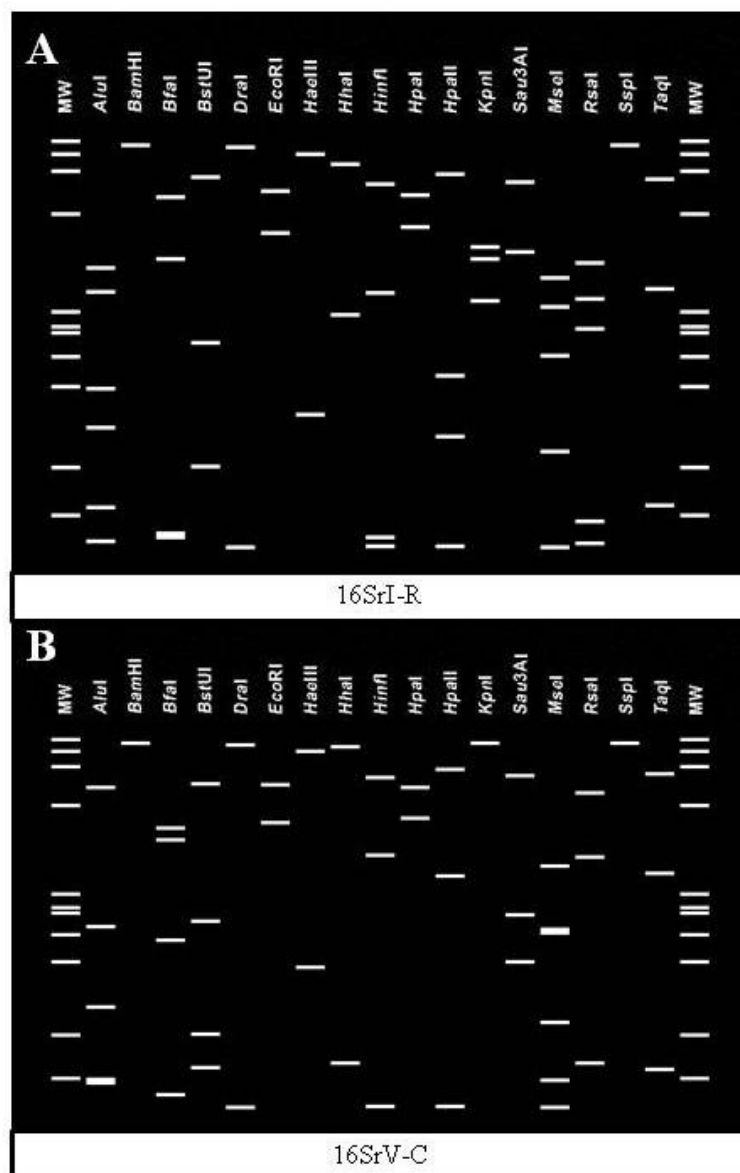 A
MW AluI BamHI BfaI BstUI DraI EcoRI HaeIII HhaI HinfI HpaI HpaII KpnI Sau3AI MseI RsaI SspI TaqI MW
16SrI-R
B
MW AluI BamHI BfaI BstUI DraI EcoRI HaeIII HhaI HinfI HpaI HpaII KpnI Sau3AI MseI RsaI SspI TaqI MW
16SrV-C